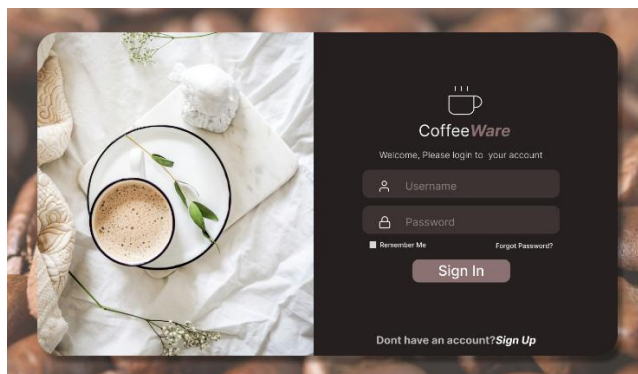 CoffeeWare
Welcome, Please login to your account
Username
Password
Remember Me Forgot Password?
Sign In
Dont have an account?Sign Up